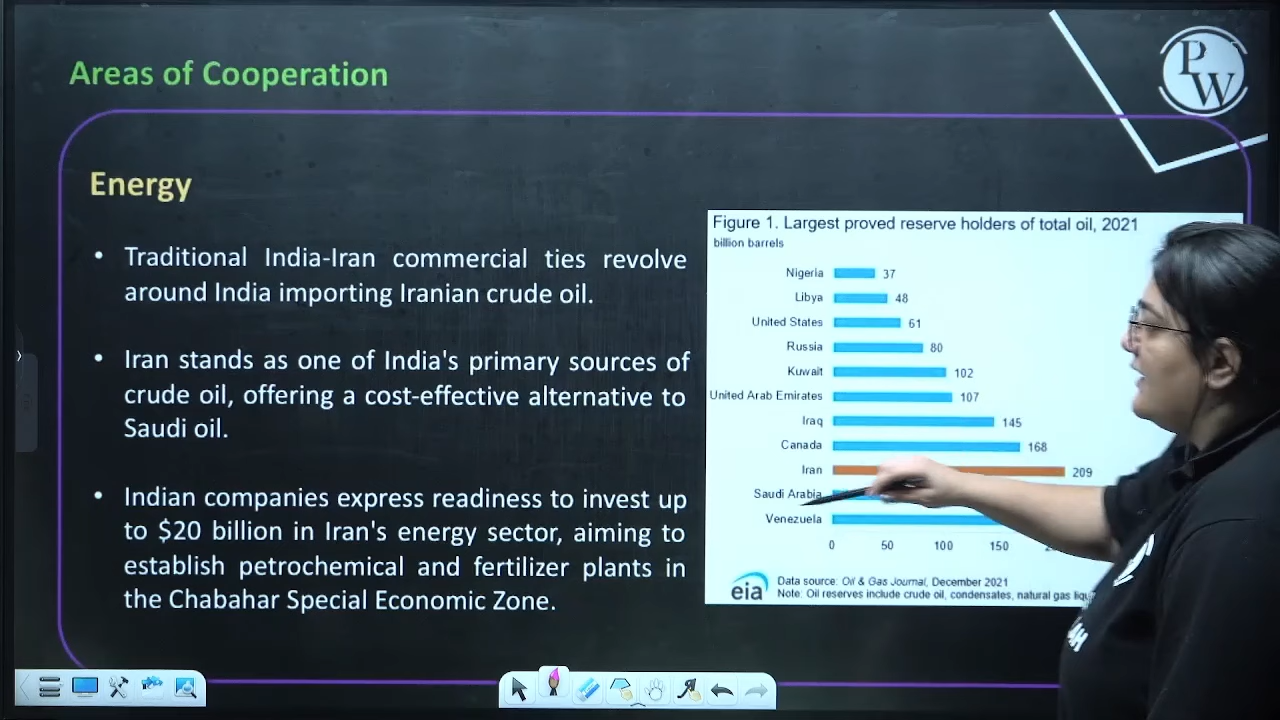 Areas of Cooperation
PW
Energy
• Traditional India-Iran commercial ties revolve
around India importing Iranian crude oil.
• Iran stands as one of India's primary sources of
crude oil, offering a cost-effective alternative to
Saudi oil.
• Indian companies express readiness to invest up
to $20 billion in Iran's energy sector, aiming to
establish petrochemical and fertilizer plants in
the Chabahar Special Economic Zone.
Figure 1. Largest proved reserve holders of total oil, 2021
billion barrels
Nigeria 37
Libya 48
United States 61
Russia 80
Kuwait 102
United Arab Emirates 107
Iraq 145
Canada 168
Iran 209
Saudi Arabia
Venezuela
0 50 100 150
eia
Data source: Oil & Gas Journal, December 2021
Note: Oil reserves include crude oil, condensates, natural gas